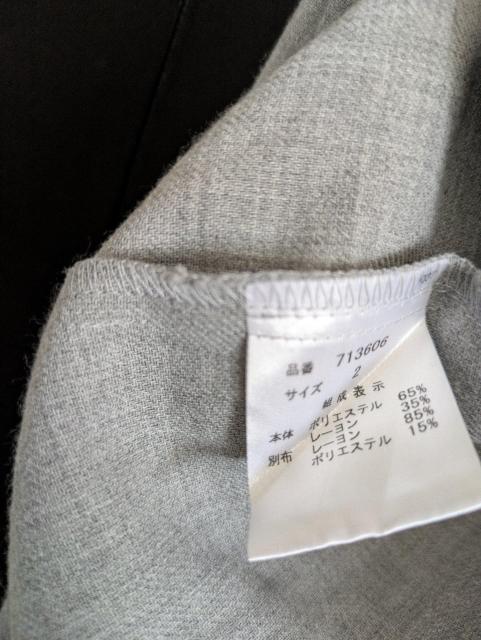 品番 713606
サイズ 2
組成表示
本体 ポリエステル 65%
レーヨン 35%
別布 レーヨン 85%
ポリエステル 15%